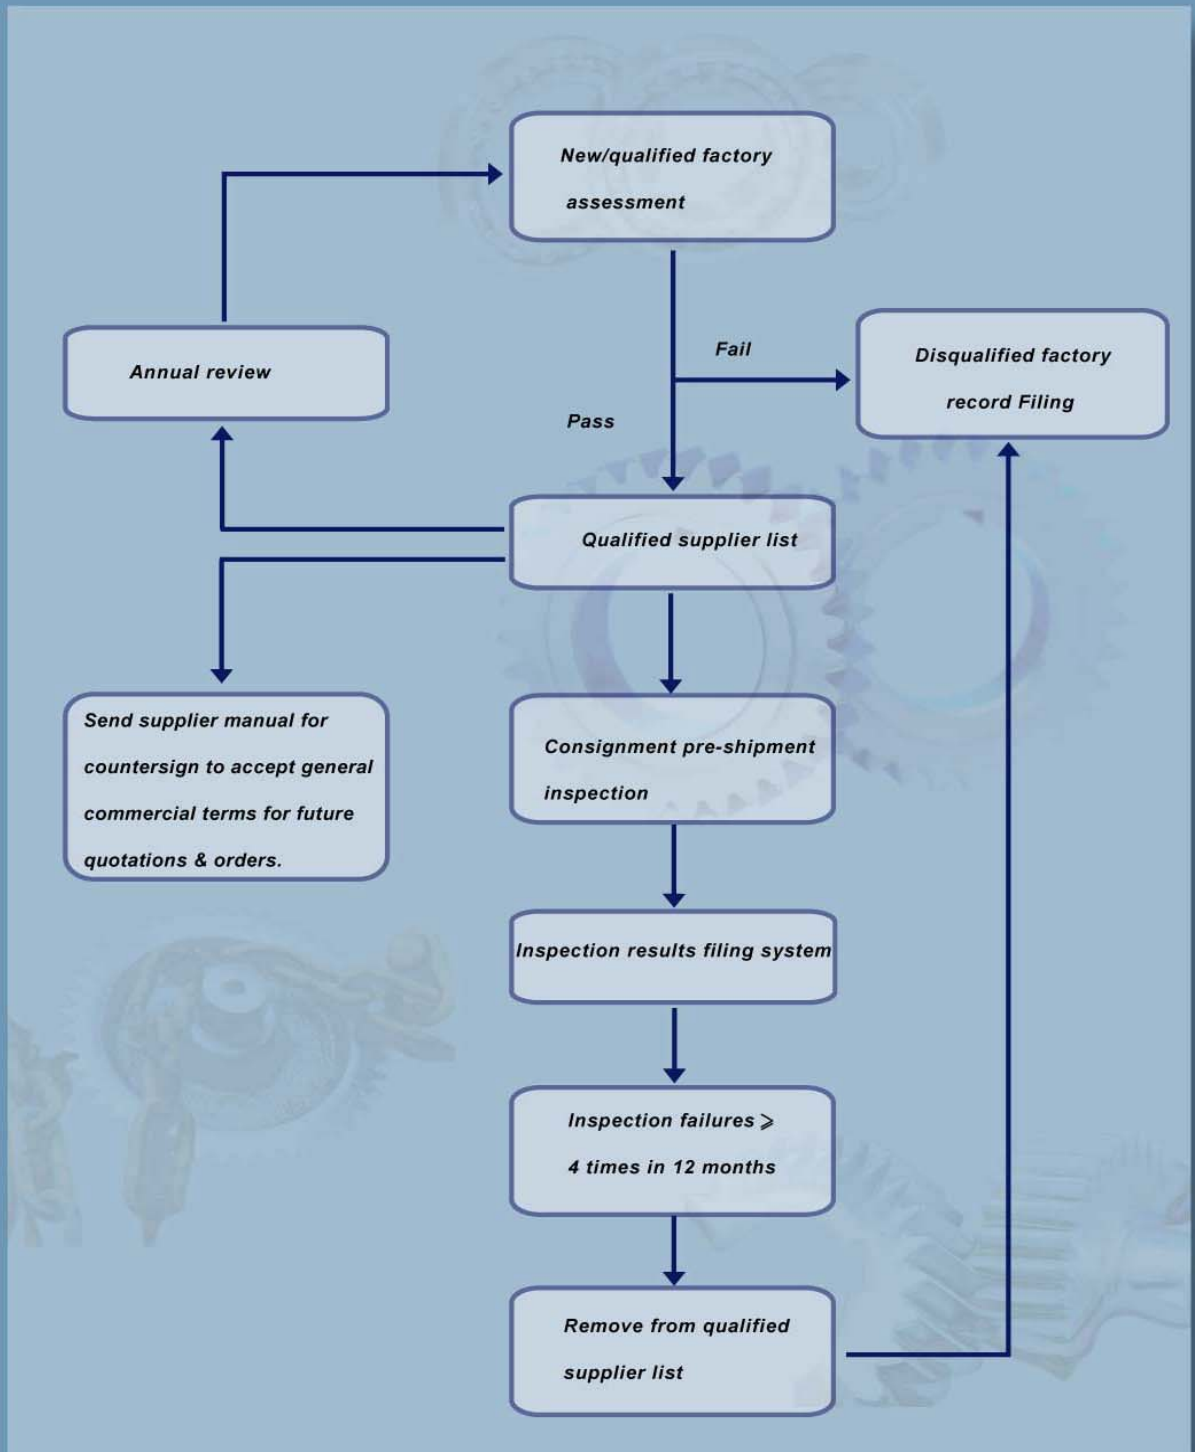 New/qualified factory
assessment
Annual review
Fail
Disqualified factory
record Filing
Pass
Qualified supplier list
Send supplier manual for
countersign to accept general
commercial terms for future
quotations & orders.
Consignment pre-shipment
inspection
Inspection results filing system
Inspection failures ⩾
4 times in 12 months
Remove from qualified
supplier list